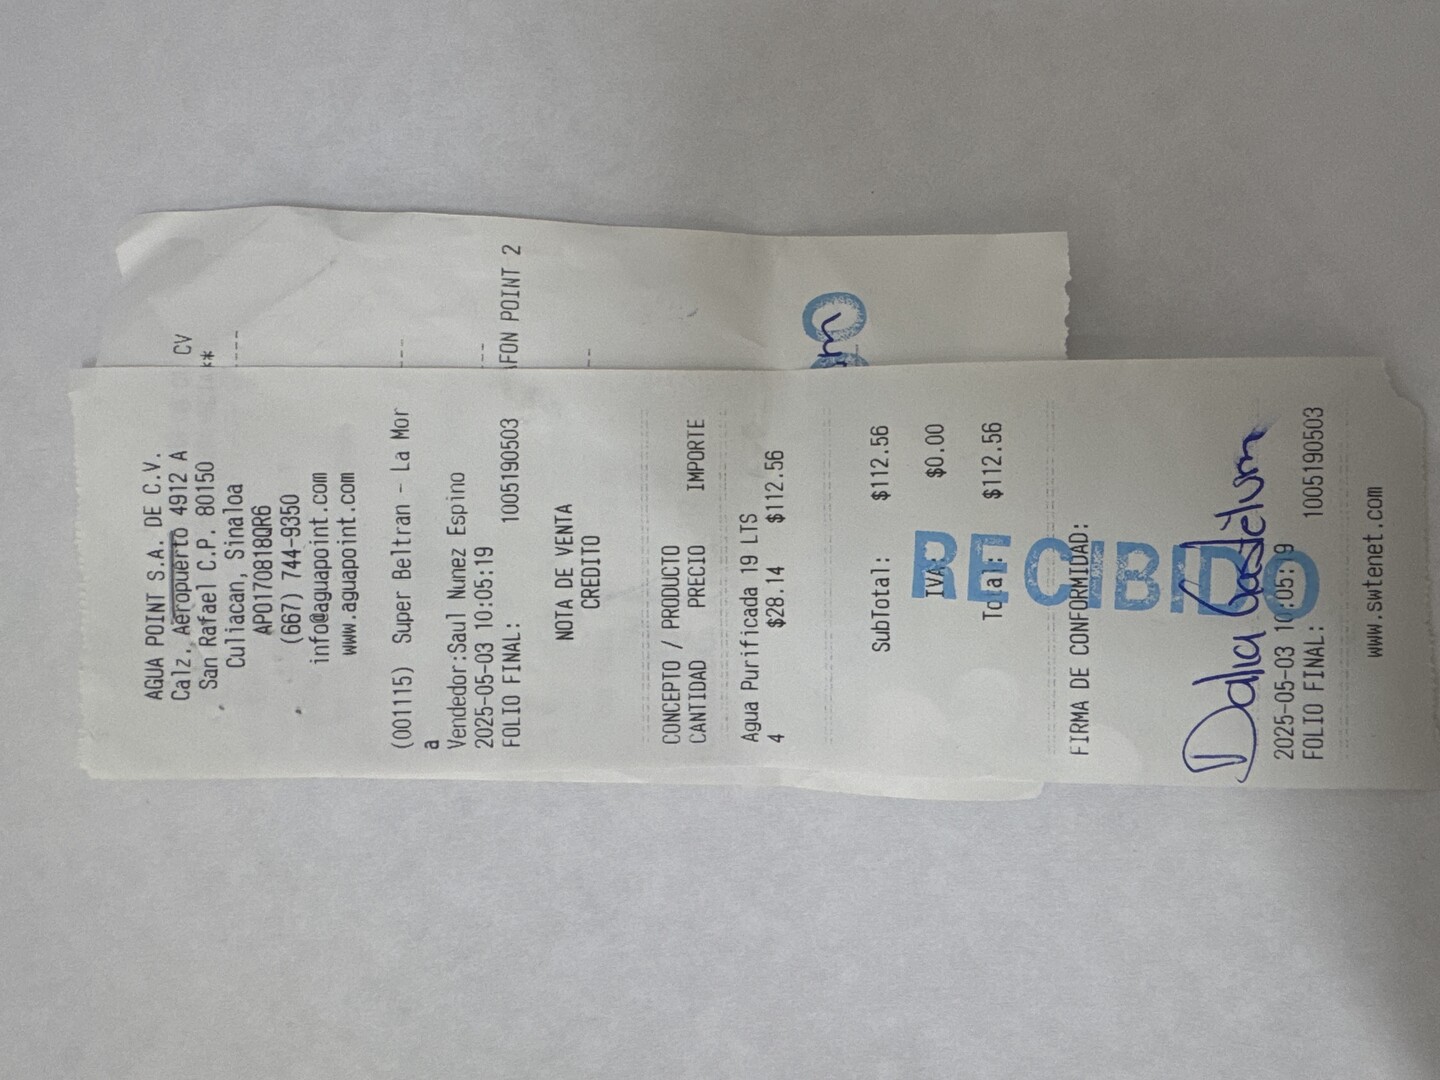 AGUA POINT S.A. DE C.V.
Calz. Aeropuerto 4912 A
San Rafael C.P. 80150
Culiacan, Sinaloa
APO170818QR6
(667) 744-9350
info@aguapoint.com
www.aguapoint.com
(001115) Super Beltran - La Mor
a
Vendedor:Saul Nunez Espino
2025-05-03 10:05:19
FOLIO FINAL: 1005190503
NOTA DE VENTA
CREDITO
CONCEPTO / PRODUCTO
CANTIDAD PRECIO IMPORTE
Agua Purificada 19 LTS
4 $28.14 $112.56
SubTotal: $112.56
IVA: $0.00
Total: $112.56
RECIBIDO
FIRMA DE CONFORMIDAD:
Dalia Gastelum
2025-05-03 10:05:19
FOLIO FINAL: 1005190503
www.swtenet.com
CV
**
POINT 2